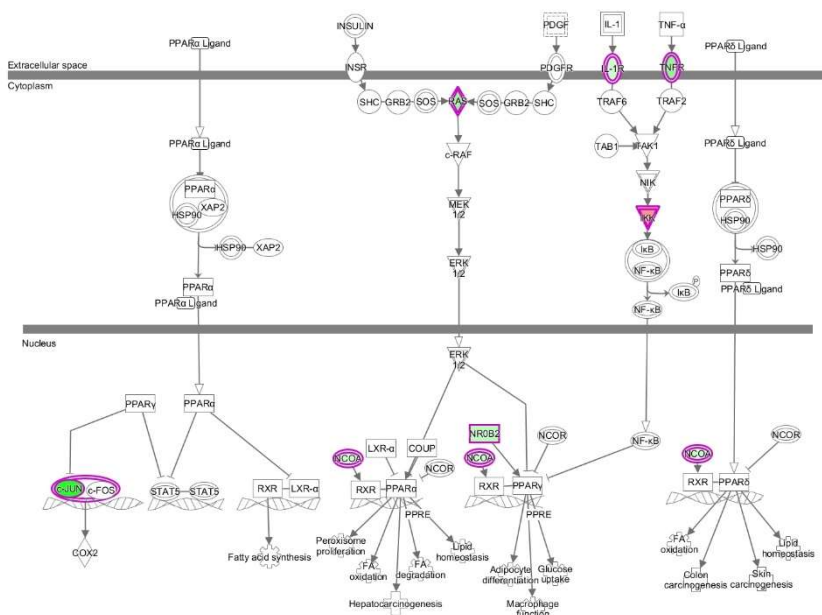 INSULIN
PDGF
IL-1
TNF-α
PPARα Ligand
PPARδ Ligand
Extracellular space
INSR
PDGFR
IL-1R
TNFR
Cytoplasm
SHC
GRB2
SOS
RAS
SOS
GRB2
SHC
TRAF6
TRAF2
PPARα Ligand
c-RAF
TAB1
TAK1
PPARδ Ligand
NIK
PPARα
XAP2
HSP90
MEK
1/2
IKK
PPARδ
HSP90
HSP90
XAP2
ERK
1/2
IκB
NF-κB
HSP90
PPARα
PPARα Ligand
P
IκB
NF-κB
PPARδ
PPARδ Ligand
Nucleus
ERK
1/2
PPARγ
PPARα
NCOA
LXR-α
COUP
NCOR
NR0B2
NCOA
NCOR
NF-κB
NCOA
NCOR
c-JUN
c-FOS
STAT5
STAT5
RXR
LXR-α
RXR
PPARα
PPRE
RXR
PPARγ
PPRE
RXR
PPARδ
COX2
Fatty acid synthesis
Peroxisome
proliferation
FA
oxidation
Hepatocarcinogenesis
FA
degradation
Lipid
homeostasis
Adipocyte
differentiation
Macrophage
function
Glucose
uptake
FA
oxidation
Colon
carcinogenesis
Skin
carcinogenesis
Lipid
homeostasis